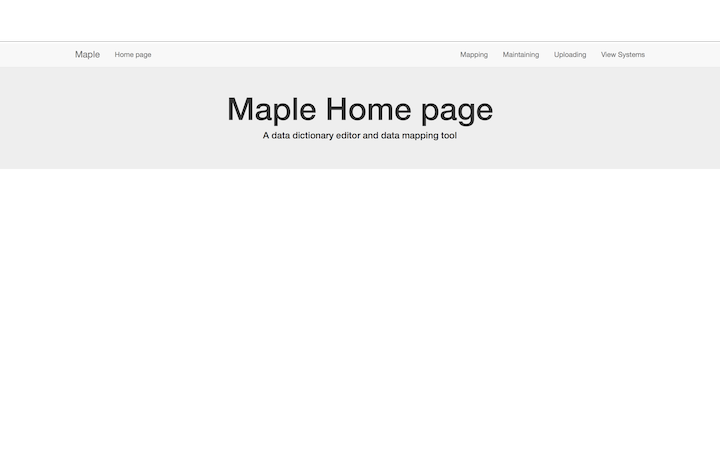 Maple Home page Mapping Maintaining Uploading View Systems
Maple Home page
A data dictionary editor and data mapping tool